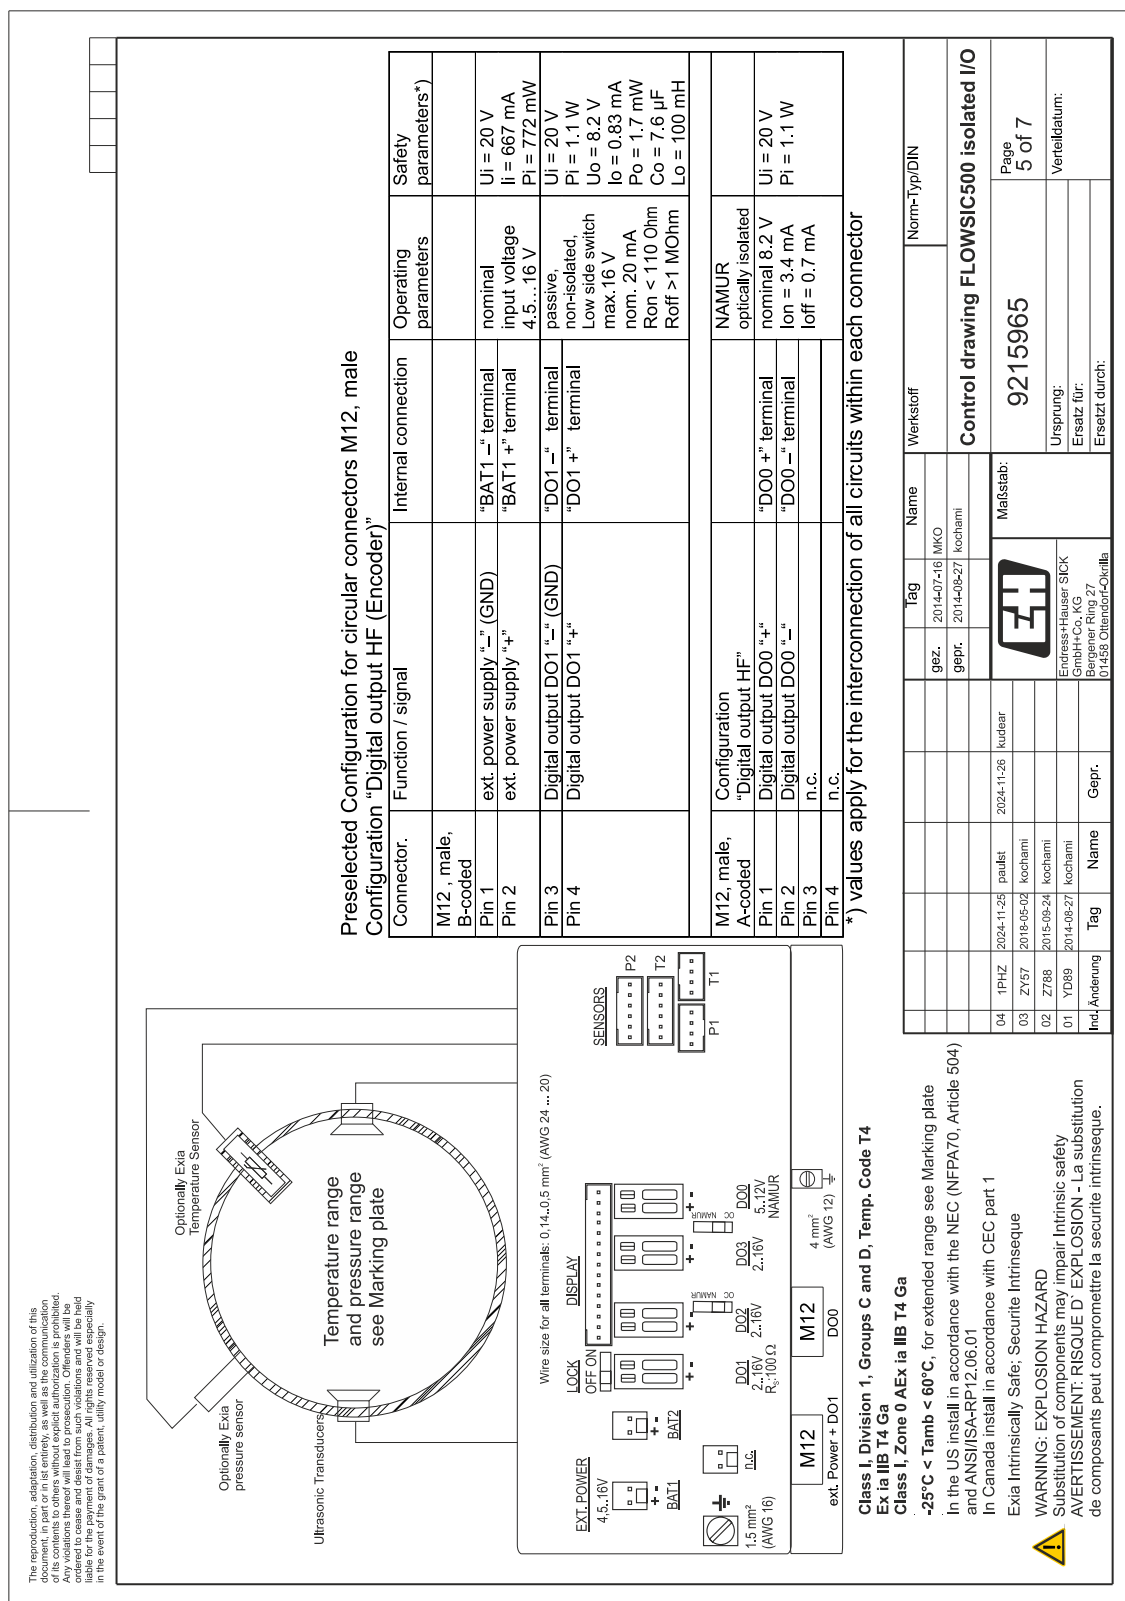 The reproduction, adaptation, distribution and utilization of this
document, in part or in ist entirety, as well as the communication
of its contents to others without explicit authorization is prohibited.
Any violations thereof will lead to prosecution. Offenders will be
ordered to cease and desist from such violations and will be held
liable for the payment of damages. All rights reserved especially
in the event of the grant of a patent, utility model or design.
Optionally Exia
pressure sensor
Optionally Exia
Temperature Sensor
Ultrasonic Transducers
Temperature range
and pressure range
see Marking plate
Wire size for all terminals: 0,14..0,5 mm² (AWG 24 ... 20)
EXT. POWER
4,5..16V
+ -
BAT1
+ -
BAT2
n.c.
LOCK
OFF ON
DISPLAY
SENSORS
P2
T2
P1
T1
+ -
DO1
2..16V
Rs:100 Ω
+ -
DO2
2..16V
NAMUR
OC
+ -
DO3
2..16V
+ -
DO0
5..12V
NAMUR
NAMUR
OC
1.5 mm²
(AWG 16)
M12
ext. Power + DO1
M12
DO0
4 mm²
(AWG 12)
Preselected Configuration for circular connectors M12, male
Configuration “Digital output HF (Encoder)”
Connector. Function / signal Internal connection Operating parameters Safety parameters*)
M12 , male,
B-coded
Pin 1 ext. power supply “–” (GND) “BAT1 –“ terminal nominal Ui = 20 V
Pin 2 ext. power supply “+” “BAT1 +” terminal input voltage Ii = 667 mA
4.5…16 V Pi = 772 mW
Pin 3 Digital output DO1 “–“ (GND) “DO1 –“ terminal passive, Ui = 20 V
Pin 4 Digital output DO1 “+“ “DO1 +” terminal non-isolated, Pi = 1.1 W
Low side switch Uo = 8.2 V
max.16 V Io = 0.83 mA
nom. 20 mA Po = 1.7 mW
Ron < 110 Ohm Co = 7.6 µF
Roff >1 MOhm Lo = 100 mH
M12, male, Configuration NAMUR
A-coded “Digital output HF” optically isolated
Pin 1 Digital output DO0 “+“ “DO0 +” terminal nominal 8.2 V Ui = 20 V
Pin 2 Digital output DO0 “–“ “DO0 –“ terminal Ion = 3.4 mA Pi = 1.1 W
Pin 3 n.c. Ioff = 0.7 mA
Pin 4 n.c.
*) values apply for the interconnection of all circuits within each connector
Class I, Division 1, Groups C and D, Temp. Code T4
Ex ia IIB T4 Ga
Class I, Zone 0 AEx ia IIB T4 Ga
-25°C < Tamb < 60°C, for extended range see Marking plate
In the US install in accordance with the NEC (NFPA70, Article 504)
and ANSI/ISA-RP12.06.01
In Canada install in accordance with CEC part 1
Exia Intrinsically Safe; Securite Intrinseque
WARNING: EXPLOSION HAZARD
Substitution of components may impair Intrinsic safety
AVERTISSEMENT: RISQUE D` EXPLOSION - La substitution
de composants peut compromettre la securite intrinseque.
04 1PHZ 2024-11-25 paulst 2024-11-26 kudear
03 ZY57 2018-05-02 kochami
02 Z788 2015-09-24 kochami
01 YD89 2014-08-27 kochami
Ind. Änderung Tag Name Gepr.
Tag Name
gez. 2014-07-16 MKO
gepr. 2014-08-27 kochami
EH
Endress+Hauser SICK
GmbH+Co. KG
Bergener Ring 27
01458 Ottendorf-Okrilla
Maßstab:
Werkstoff
Norm-Typ/DIN
Control drawing FLOWSIC500 isolated I/O
9215965
Page
5 of 7
Ursprung:
Ersatz für:
Ersetzt durch:
Verteildatum: